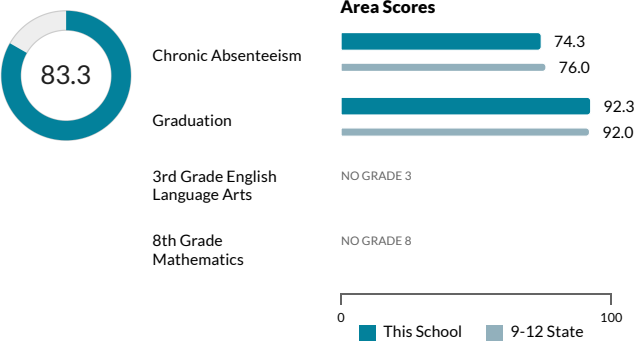 Area Scores
83.3
Chronic Absenteeism
74.3
76.0
Graduation
92.3
92.0
3rd Grade English
Language Arts
NO GRADE 3
8th Grade
Mathematics
NO GRADE 8
0
100
This School
9-12 State